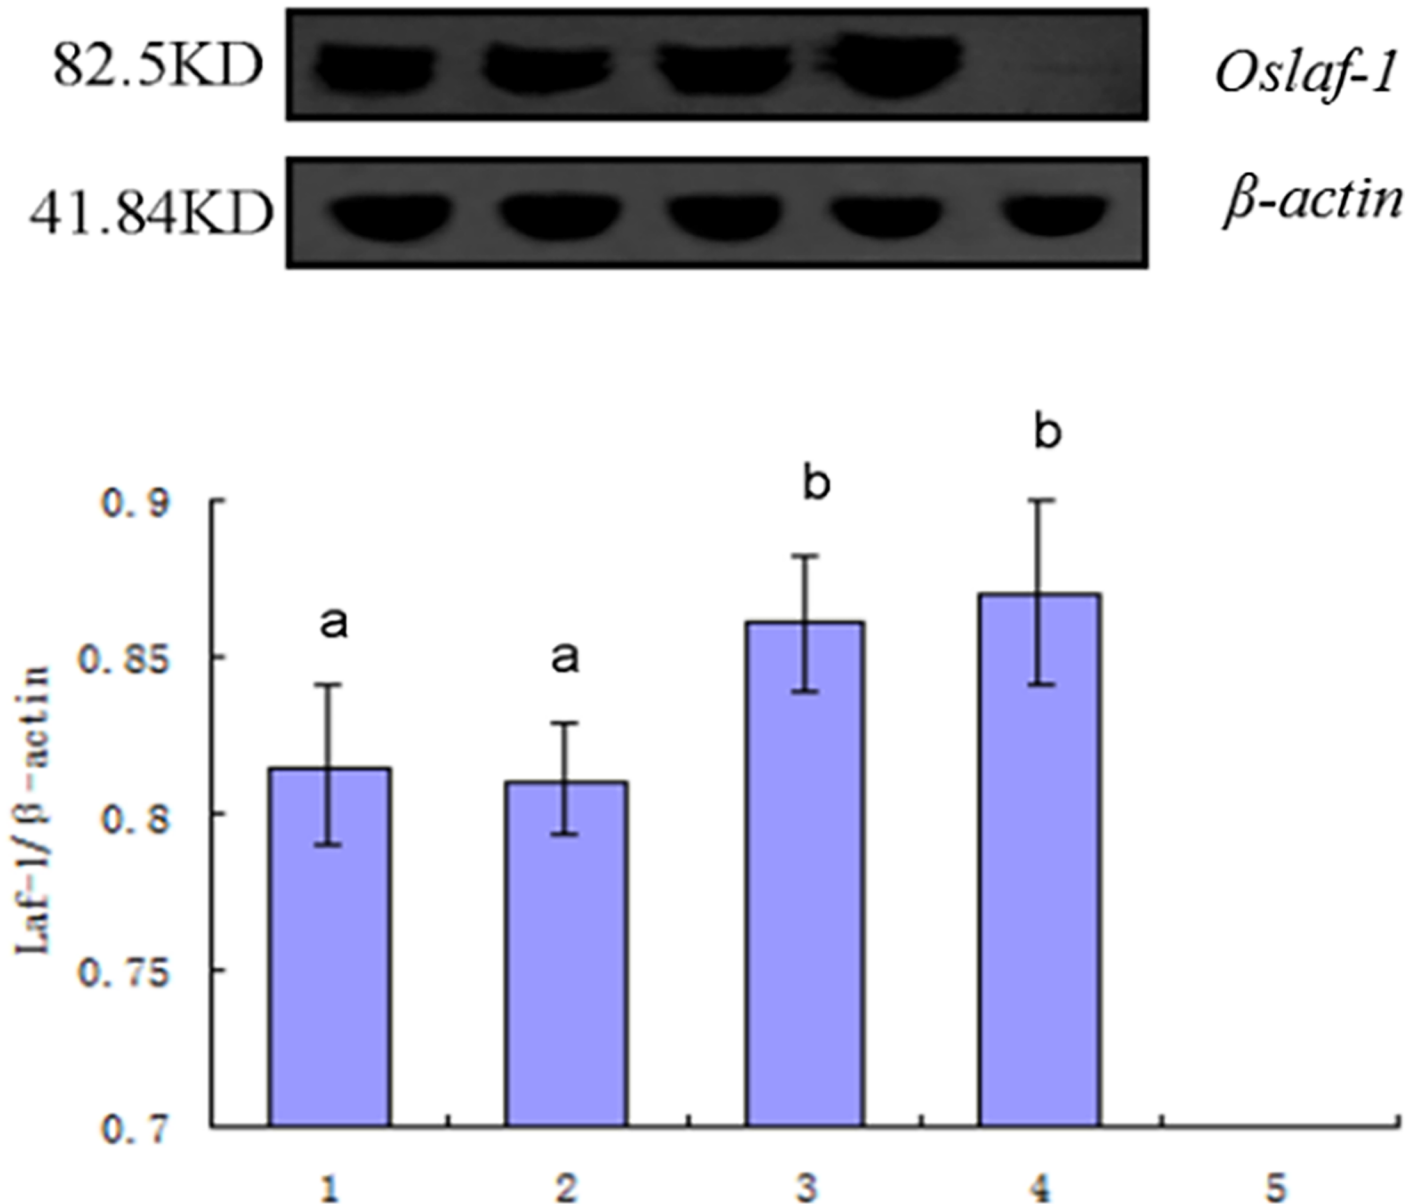 82.5KD Oslaf-1
41.84KD β-actin
b
b
0.9
a
a
0.85
0.8
0.75
0.7
Laf-1/β-actin
1 2 3 4 5